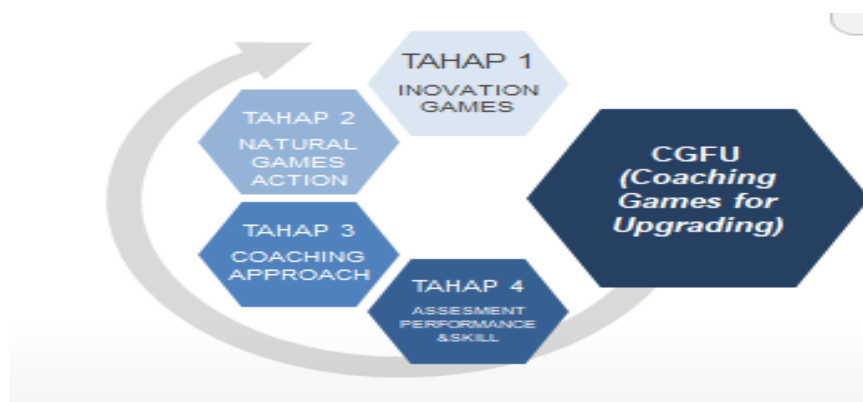 TAHAP 1
INOVATION
GAMES
TAHAP 2
NATURAL
GAMES
ACTION
TAHAP 3
COACHING
APPROACH
TAHAP 4
ASSESMENT
PERFORMANCE
&SKILL
CGFU
(Coaching
Games for
Upgrading)